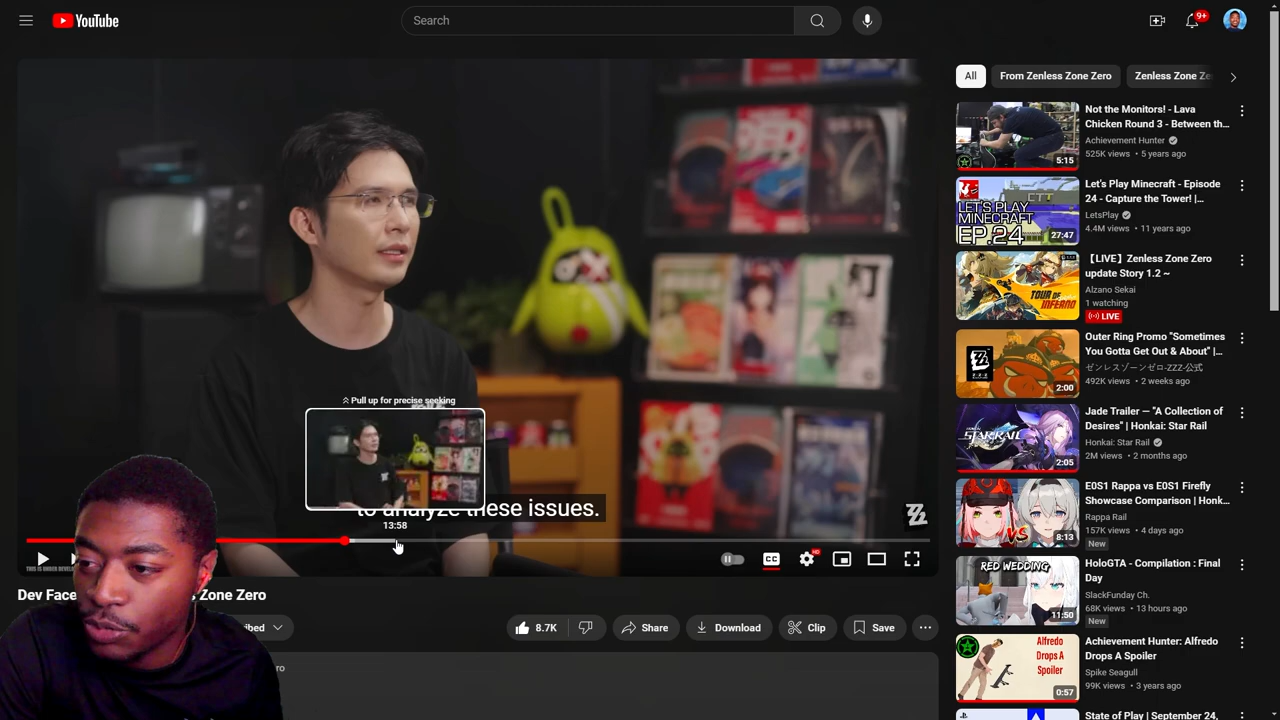 YouTube
Search
9+
All
From Zenless Zone Zero
Zenless Zone Ze
Not the Monitors! - Lava
Chicken Round 3 - Between th...
Achievement Hunter
525K views • 5 years ago
5:15
LET'S PLAY
MINECRAFT
EP.24
27:47
Let's Play Minecraft - Episode
24 - Capture the Tower! |...
LetsPlay
4.4M views • 11 years ago
TOUR OF
INFERNO
【LIVE】Zenless Zone Zero
update Story 1.2 ~
Alzano Sekai
1 watching
LIVE
2:00
Outer Ring Promo "Sometimes
You Gotta Get Out & About" |...
ゼンレスゾーンゼロ-ZZZ-公式
492K views • 2 weeks ago
STAR RAIL
2:05
Jade Trailer — "A Collection of
Desires" | Honkai: Star Rail
Honkai: Star Rail
2M views • 2 months ago
VS
8:13
E0S1 Rappa vs E0S1 Firefly
Showcase Comparison | Honk...
Rappa Rail
157K views • 4 days ago
New
RED WEDDING
11:50
HoloGTA - Compilation : Final
Day
SlackFunday Ch.
68K views • 13 hours ago
New
Alfredo
Drops A
Spoiler
0:57
Achievement Hunter: Alfredo
Drops A Spoiler
Spike Seagull
99K views • 3 years ago
State of Play | September 24,
RED
Pull up for precise seeking
to analyze these issues.
13:58
CC
HD
Dev Face
Zone Zero
8.7K
Share
Download
Clip
Save